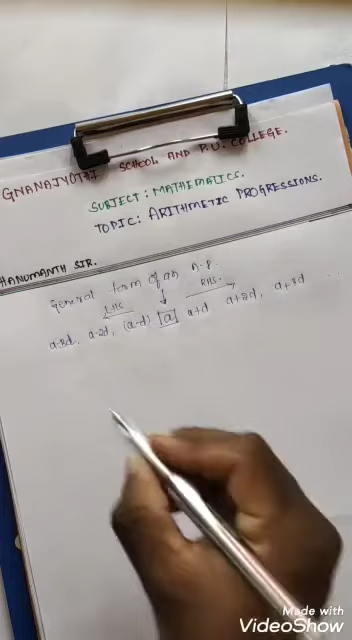 GNANAJYOTHI SCHOOL AND P.U. COLLEGE.
SUBJECT: MATHEMATICS.
TOPIC: ARITHMETIC PROGRESSIONS.
HANUMANTH SIR.
General term of an A.P.
LHS RHS.
a-3d, a-2d, (a-d) a a+d a+2d, a+3d ...
Made with
VideoShow